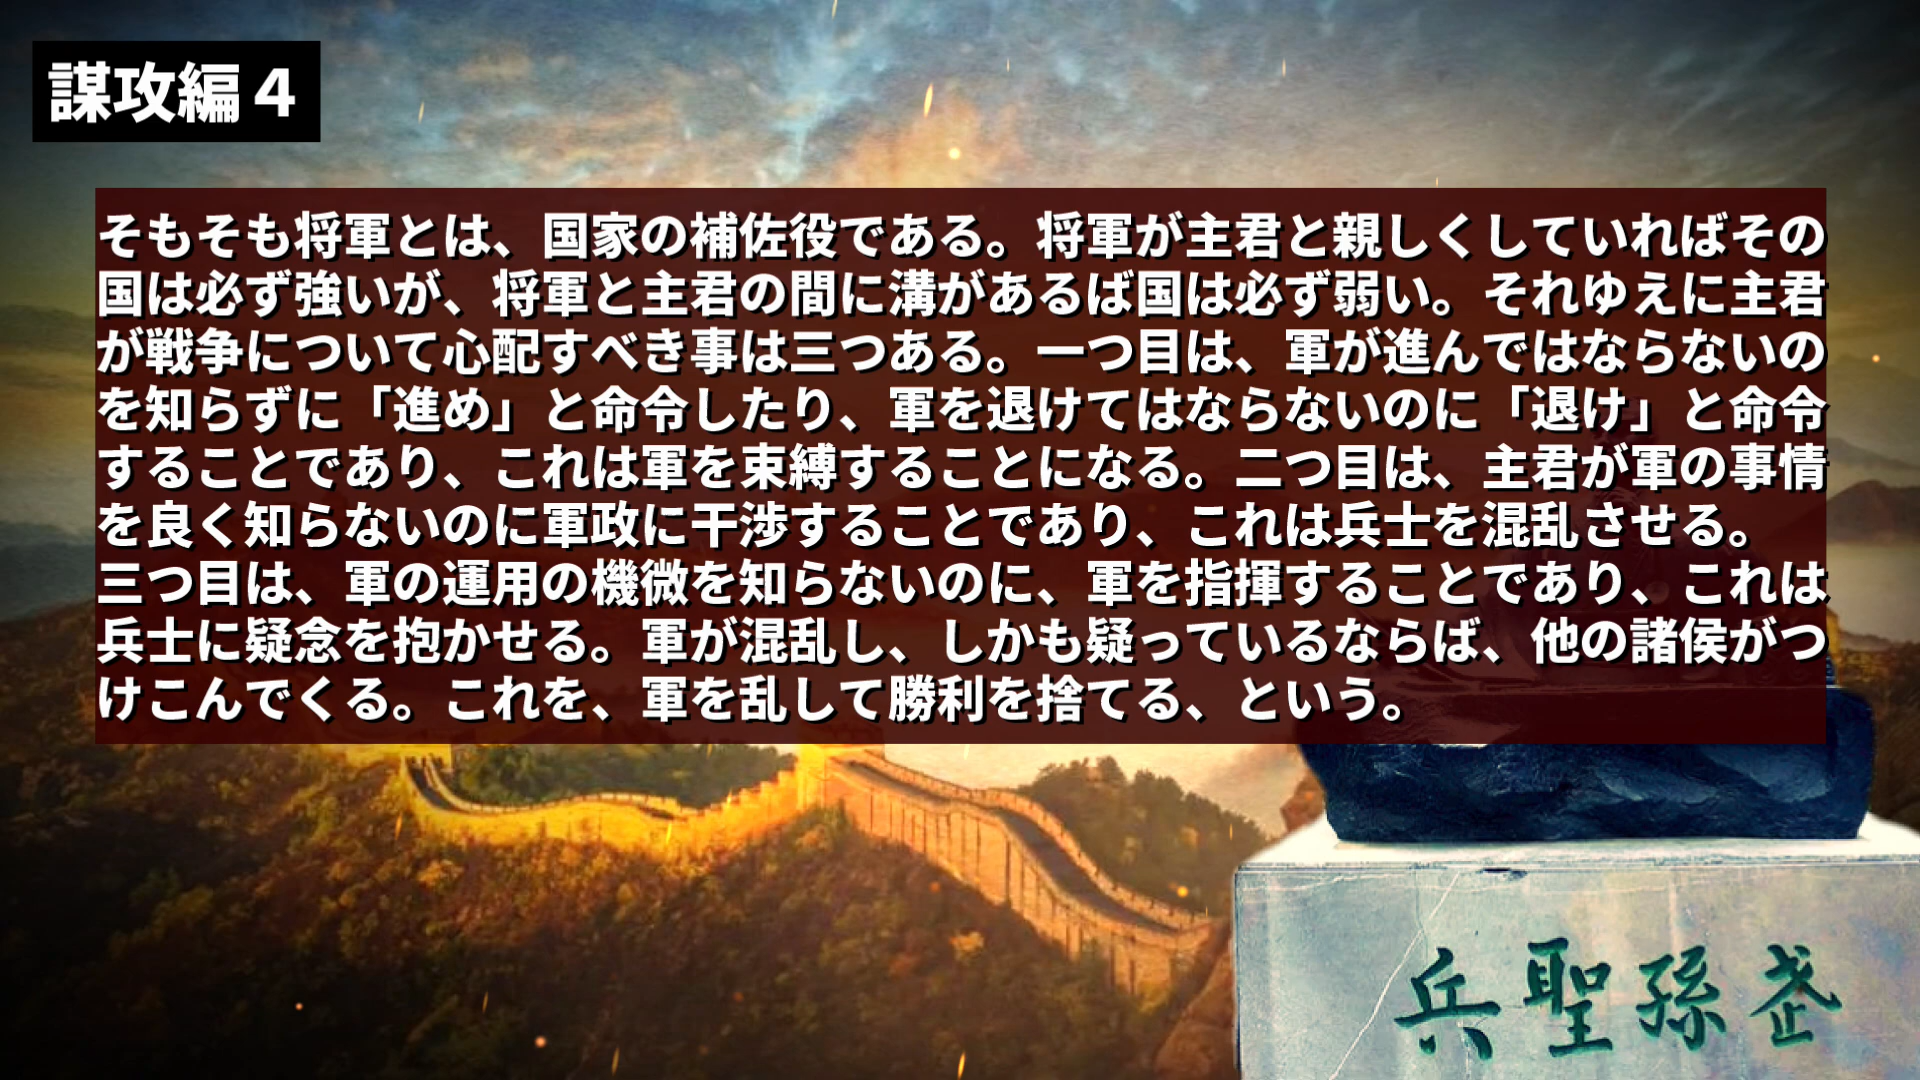 謀攻編４
そもそも将軍とは、国家の補佐役である。将軍が主君と親しくしていればその
国は必ず強いが、将軍と主君の間に溝があるば国は必ず弱い。それゆえに主君
が戦争について心配すべき事は三つある。一つ目は、軍が進んではならないの
を知らずに「進め」と命令したり、軍を退けてはならないのに「退け」と命令
することであり、これは軍を束縛することになる。二つ目は、主君が軍の事情
を良く知らないのに軍政に干渉することであり、これは兵士を混乱させる。
三つ目は、軍の運用の機微を知らないのに、軍を指揮することであり、これは
兵士に疑念を抱かせる。軍が混乱し、しかも疑っているならば、他の諸侯がつ
けこんでくる。これを、軍を乱して勝利を捨てる、という。
兵聖孫武